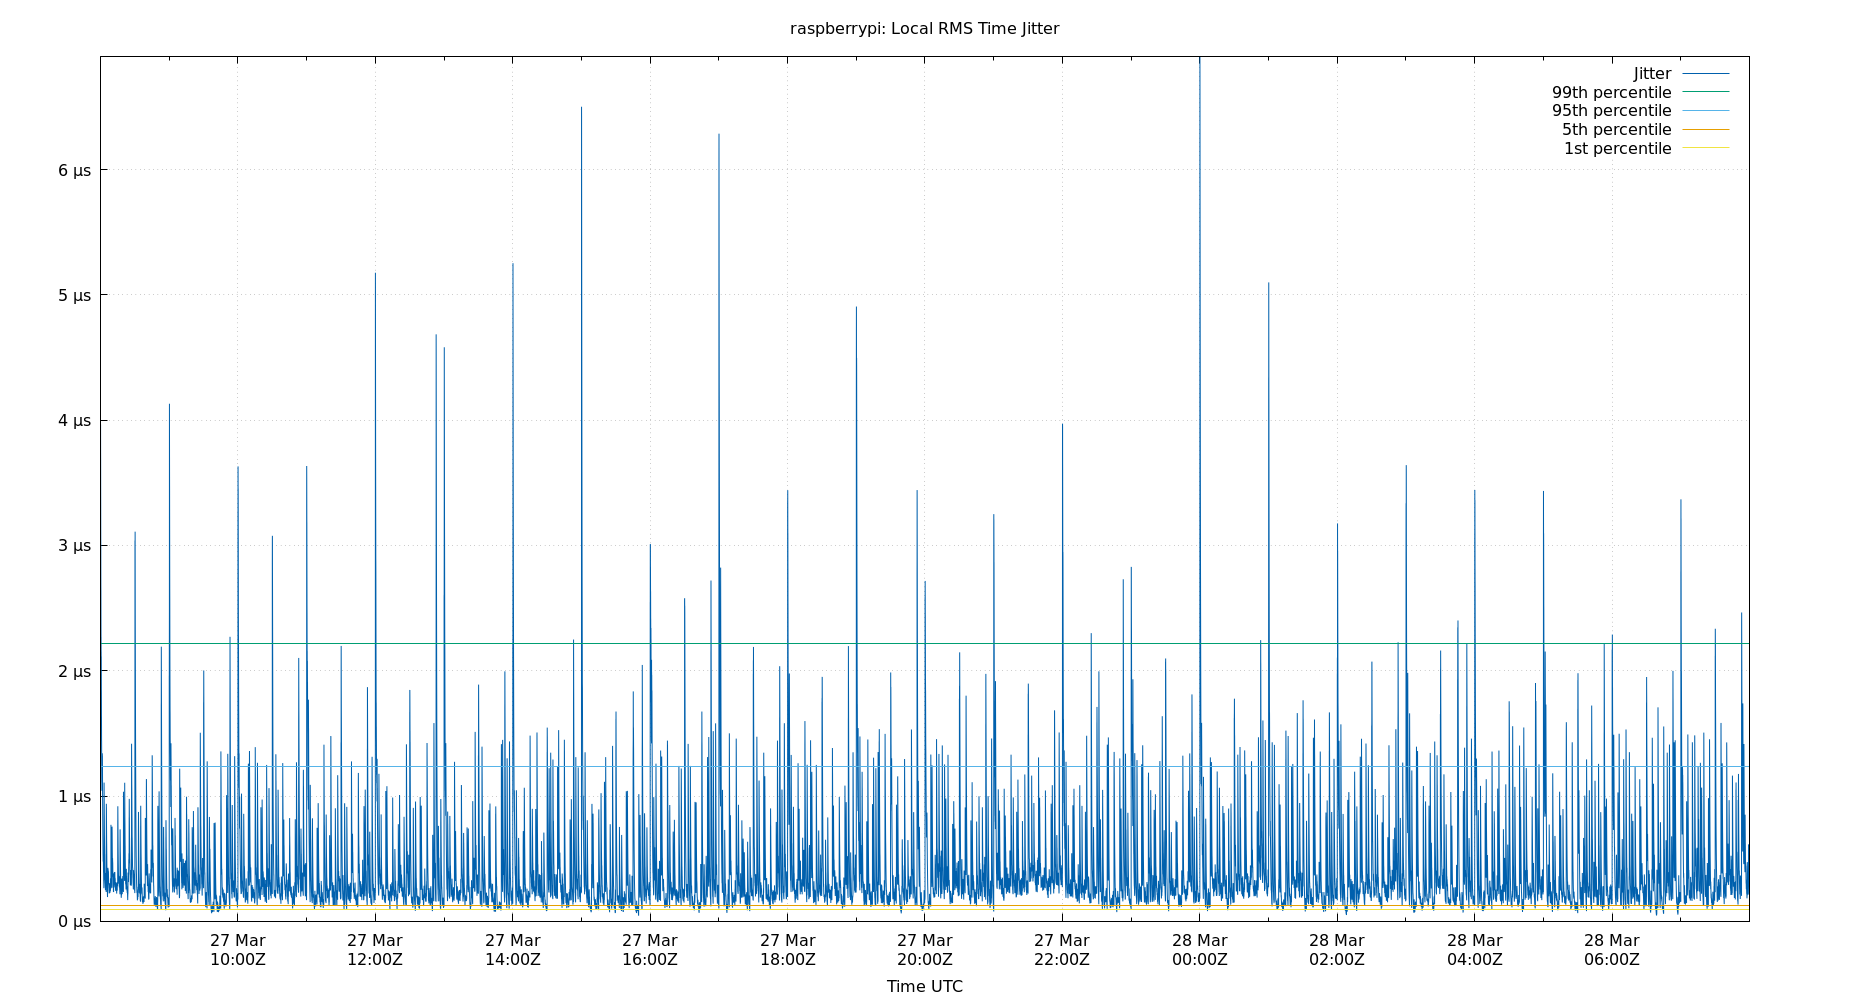 raspberrypi: Local RMS Time Jitter
Jitter
99th percentile
95th percentile
5th percentile
1st percentile
6 µs
5 µs
4 µs
3 µs
2 µs
1 µs
0 µs
27 Mar 27 Mar 27 Mar 27 Mar 27 Mar 27 Mar 27 Mar 28 Mar 28 Mar 28 Mar 28 Mar
10:00Z 12:00Z 14:00Z 16:00Z 18:00Z 20:00Z 22:00Z 00:00Z 02:00Z 04:00Z 06:00Z
Time UTC